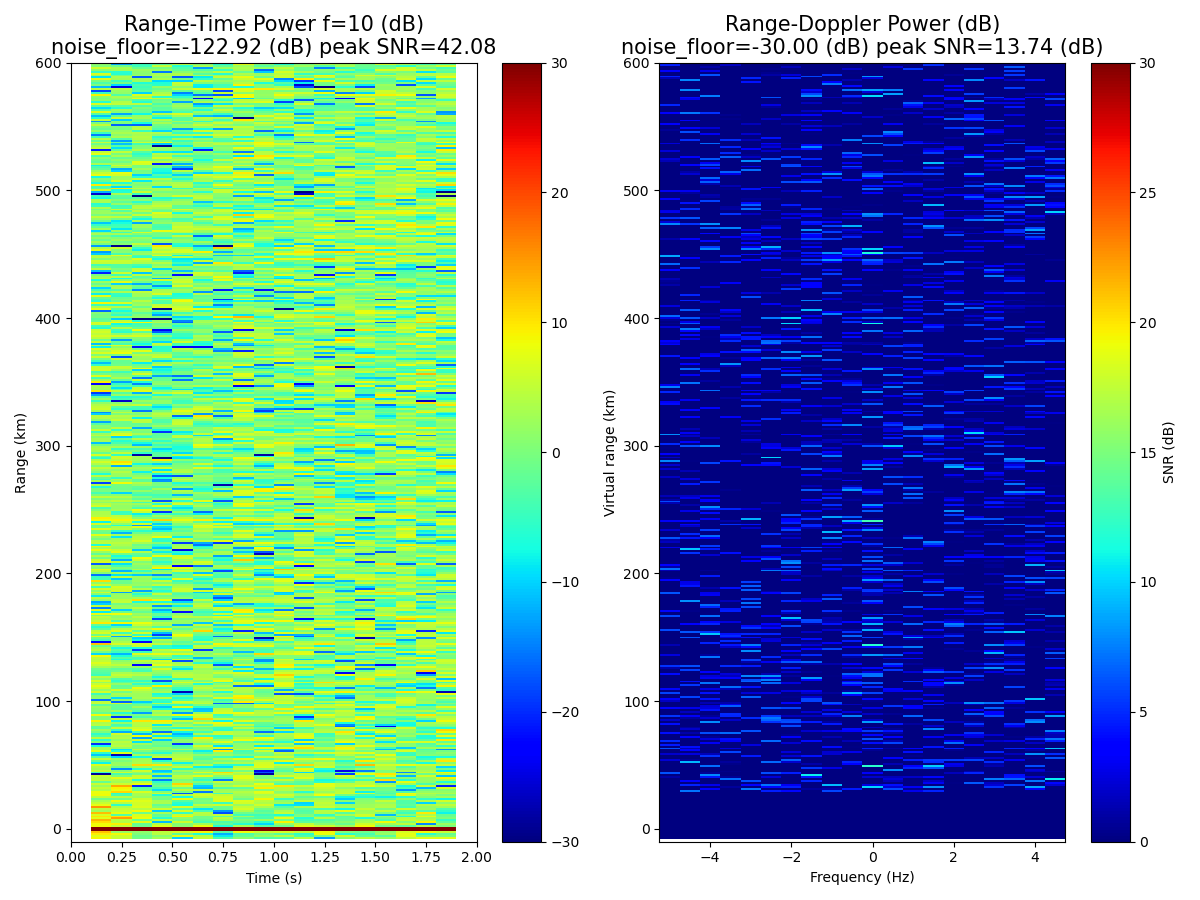 Range-Time Power f=10 (dB)
noise_floor=-122.92 (dB) peak SNR=42.08
Range (km)
600
500
400
300
200
100
0
0.00 0.25 0.50 0.75 1.00 1.25 1.50 1.75 2.00
Time (s)
30
20
10
0
−10
−20
−30
Range-Doppler Power (dB)
noise_floor=-30.00 (dB) peak SNR=13.74 (dB)
Virtual range (km)
600
500
400
300
200
100
0
−4 −2 0 2 4
Frequency (Hz)
30
25
20
15
10
5
0
SNR (dB)